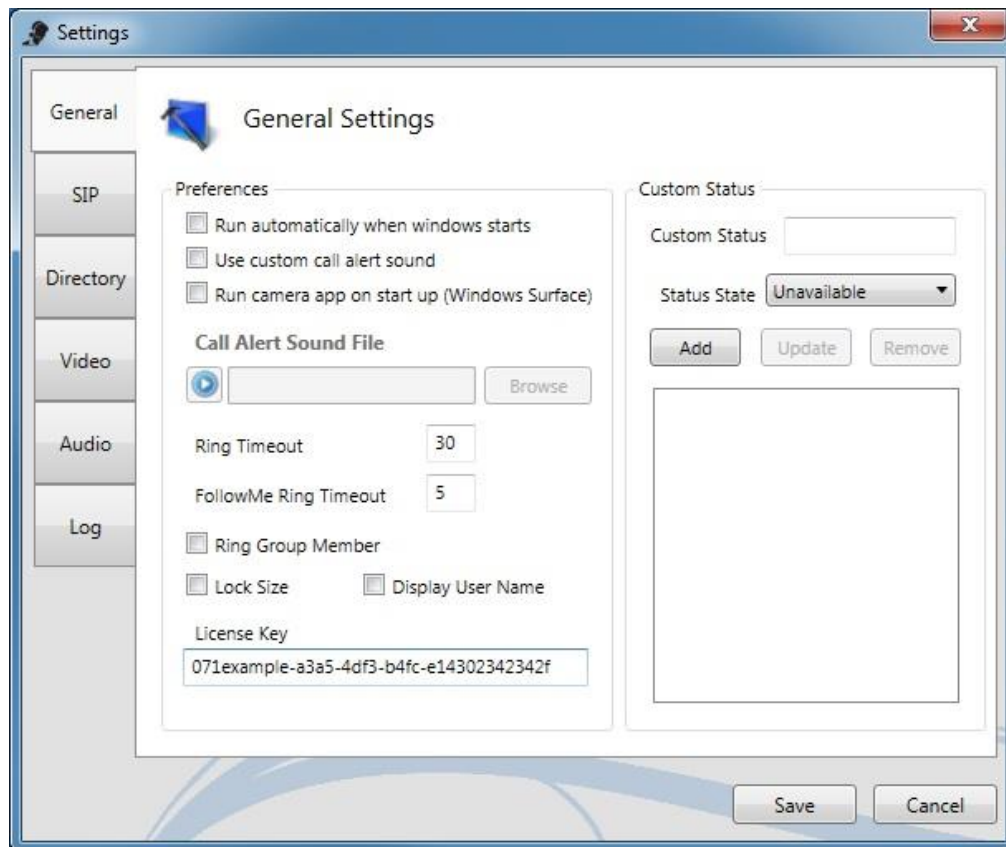 Settings
General
SIP
Directory
Video
Audio
Log
General Settings
Preferences
Run automatically when windows starts
Use custom call alert sound
Run camera app on start up (Windows Surface)
Call Alert Sound File
Browse
Ring Timeout 30
FollowMe Ring Timeout 5
Ring Group Member
Lock Size Display User Name
License Key
071example-a3a5-4df3-b4fc-e14302342342f
Custom Status
Custom Status
Status State Unavailable
Add Update Remove
Save Cancel